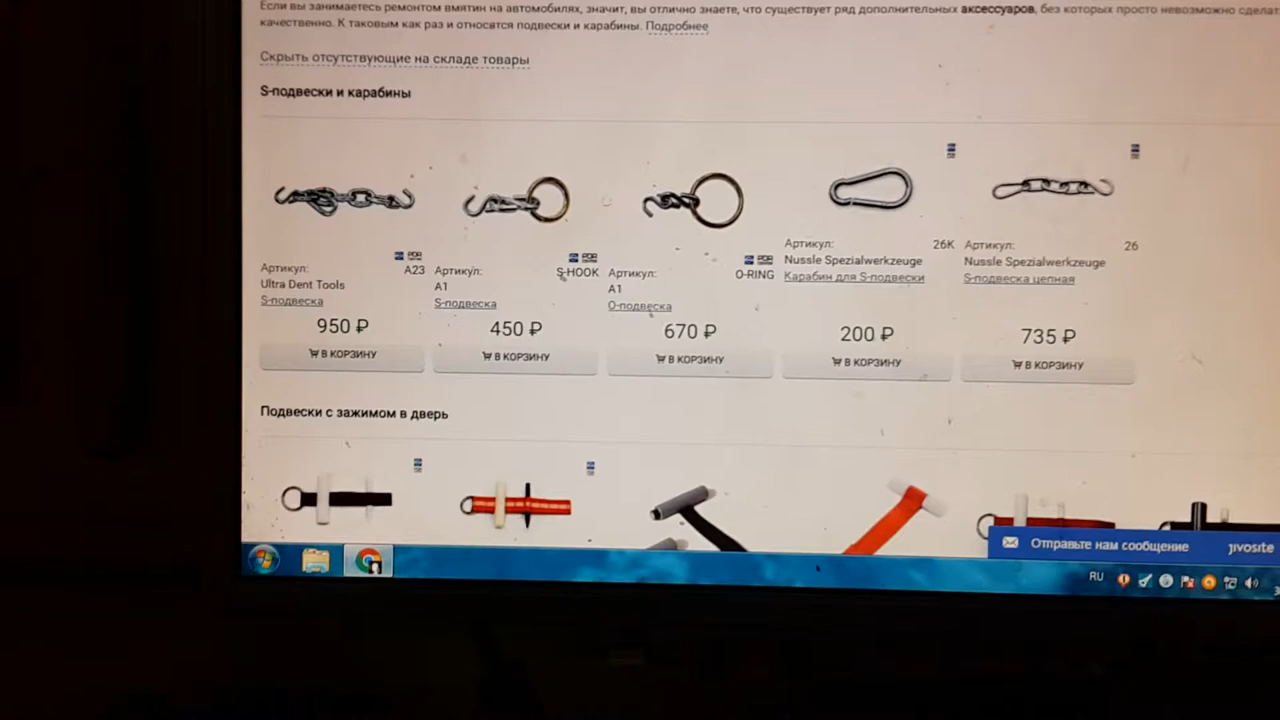 Если вы занимаетесь ремонтом вмятин на автомобилях, значит, вы отлично знаете, что существует ряд дополнительных аксессуаров, без которых просто невозможно сделат
качественно. К таковым как раз и относятся подвески и карабины. Подробнее
Скрыть отсутствующие на складе товары
S-подвески и карабины
Артикул: A23
Ultra Dent Tools
S-подвеска
950 ₽
В КОРЗИНУ
Артикул: S-HOOK
A1
S-подвеска
450 ₽
В КОРЗИНУ
Артикул: O-RING
A1
О-подвеска
670 ₽
В КОРЗИНУ
Артикул: 26K
Nussle Spezialwerkzeuge
Карабин для S-подвески
200 ₽
В КОРЗИНУ
Артикул: 26
Nussle Spezialwerkzeuge
S-подвеска цепная
735 ₽
В КОРЗИНУ
Подвески с зажимом в дверь
Отправьте нам сообщение jivosite
RU